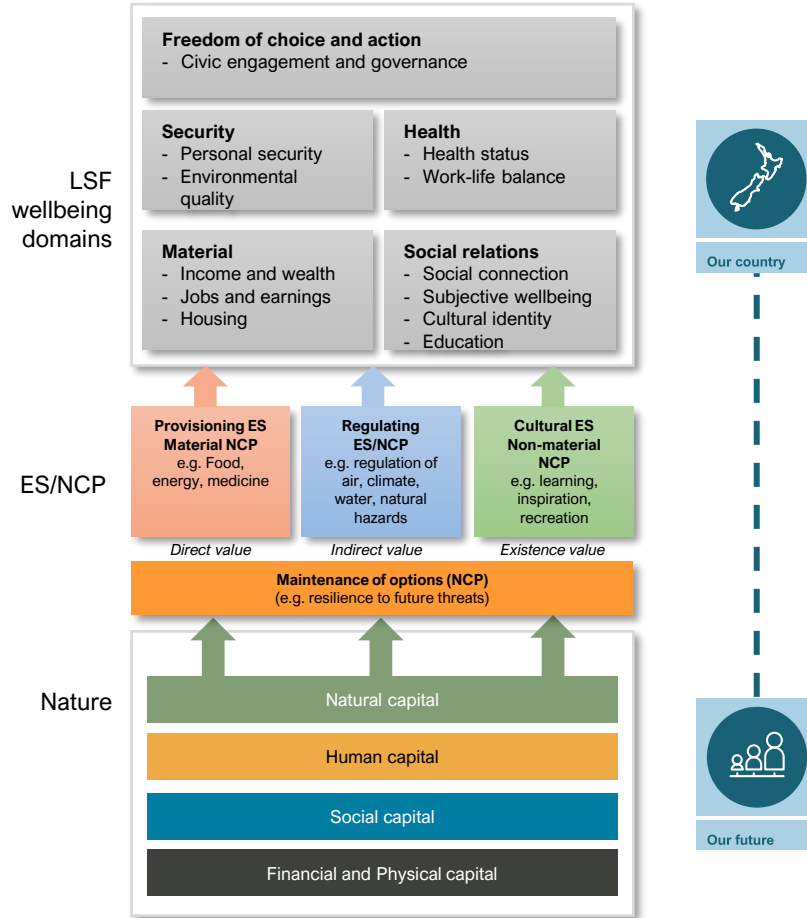 Freedom of choice and action
- Civic engagement and governance
Security
- Personal security
- Environmental
quality
Health
- Health status
- Work-life balance
LSF
wellbeing
domains
Material
- Income and wealth
- Jobs and earnings
- Housing
Social relations
- Social connection
- Subjective wellbeing
- Cultural identity
- Education
Our country
ES/NCP
Provisioning ES
Material NCP
e.g. Food,
energy, medicine
Regulating
ES/NCP
e.g. regulation of
air, climate,
water, natural
hazards
Cultural ES
Non-material
NCP
e.g. learning,
inspiration,
recreation
Direct value
Indirect value
Existence value
Maintenance of options (NCP)
(e.g. resilience to future threats)
Nature
Natural capital
Human capital
Social capital
Financial and Physical capital
Our future